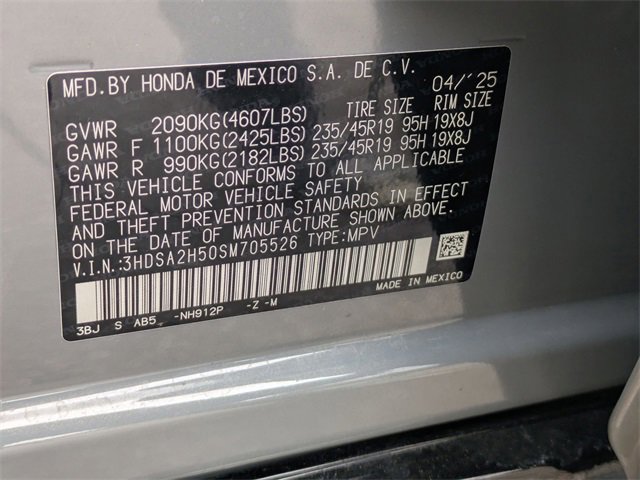 MFD.BY HONDA DE MEXICO S.A. DE C.V. 04/'25
GVWR 2090KG(4607LBS) TIRE SIZE RIM SIZE
GAWR F 1100KG(2425LBS) 235/45R19 95H 19X8J
GAWR R 990KG(2182LBS) 235/45R19 95H 19X8J
THIS VEHICLE CONFORMS TO ALL APPLICABLE
FEDERAL MOTOR VEHICLE SAFETY
AND THEFT PREVENTION STANDARDS IN EFFECT
ON THE DATE OF MANUFACTURE SHOWN ABOVE.
V.I.N.:3HDSA2H50SM705526 TYPE:MPV
MADE IN MEXICO
3BJ S AB5 -NH912P -Z -M